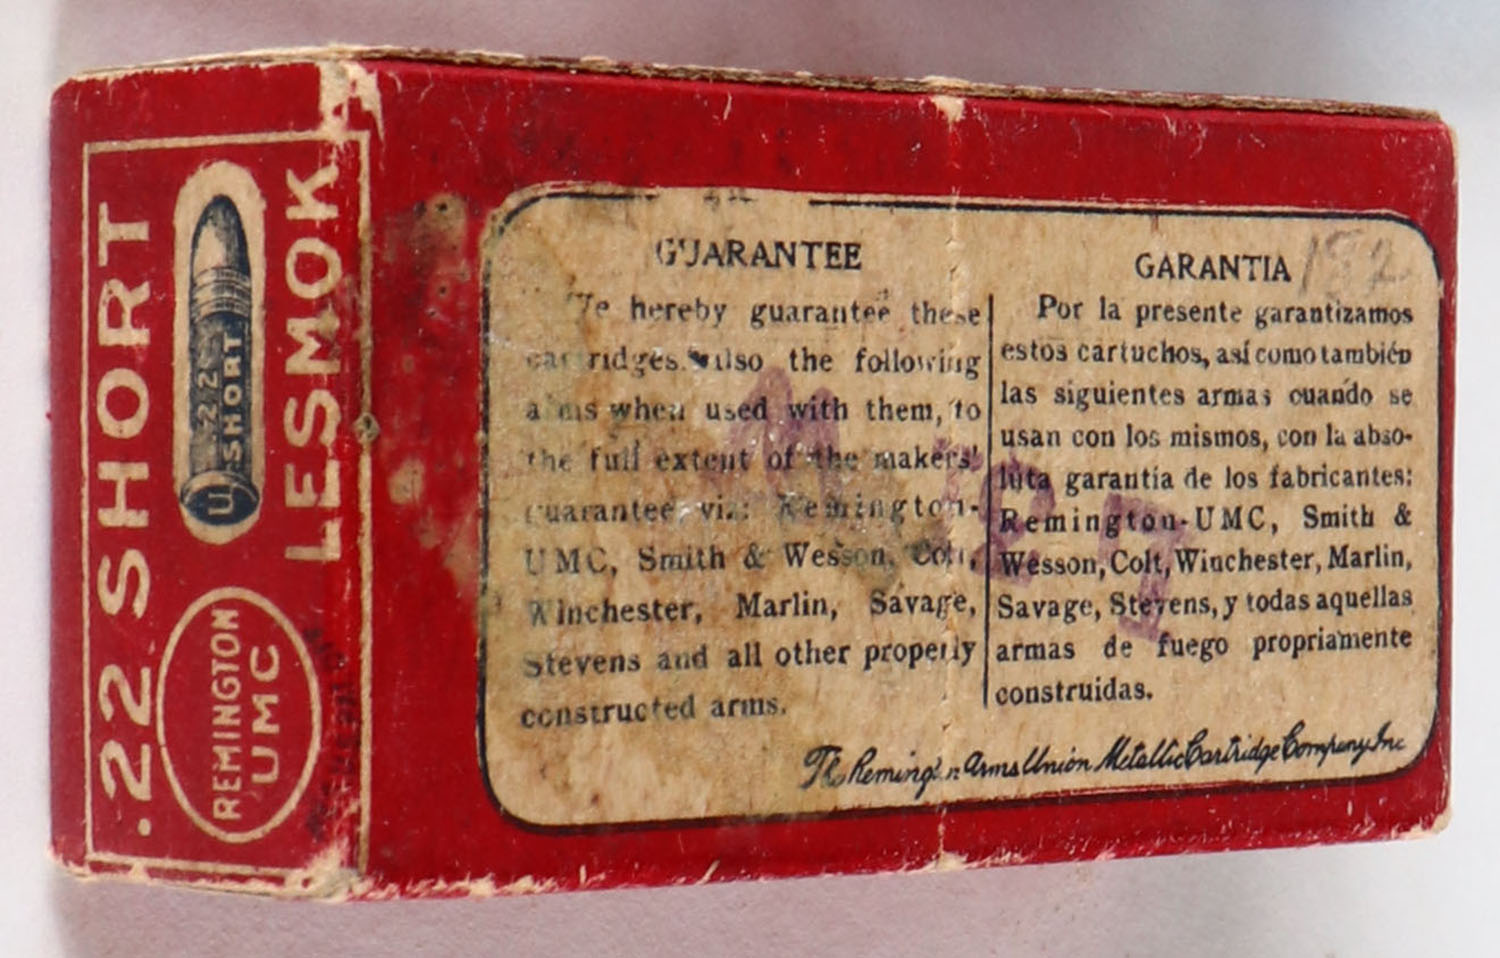 .22 SHORT
U
.22
SHORT
LESMOK
REMINGTON
UMC
GUARANTEE
We hereby guarantee these
cartridges, also the following
arms when used with them, to
the full extent of the makers'
guarantee, viz: Remington-
UMC, Smith & Wesson, Colt,
Winchester, Marlin, Savage,
Stevens and all other properly
constructed arms.
GARANTIA
Por la presente garantizamos
estos cartuchos, así como también
las siguientes armas cuando se
usan con los mismos, con la abso-
luta garantía de los fabricantes:
Remington-UMC, Smith &
Wesson, Colt, Winchester, Marlin,
Savage, Stevens, y todas aquellas
armas de fuego propriamente
construidas.
The Remington Arms Union Metallic Cartridge Company Inc